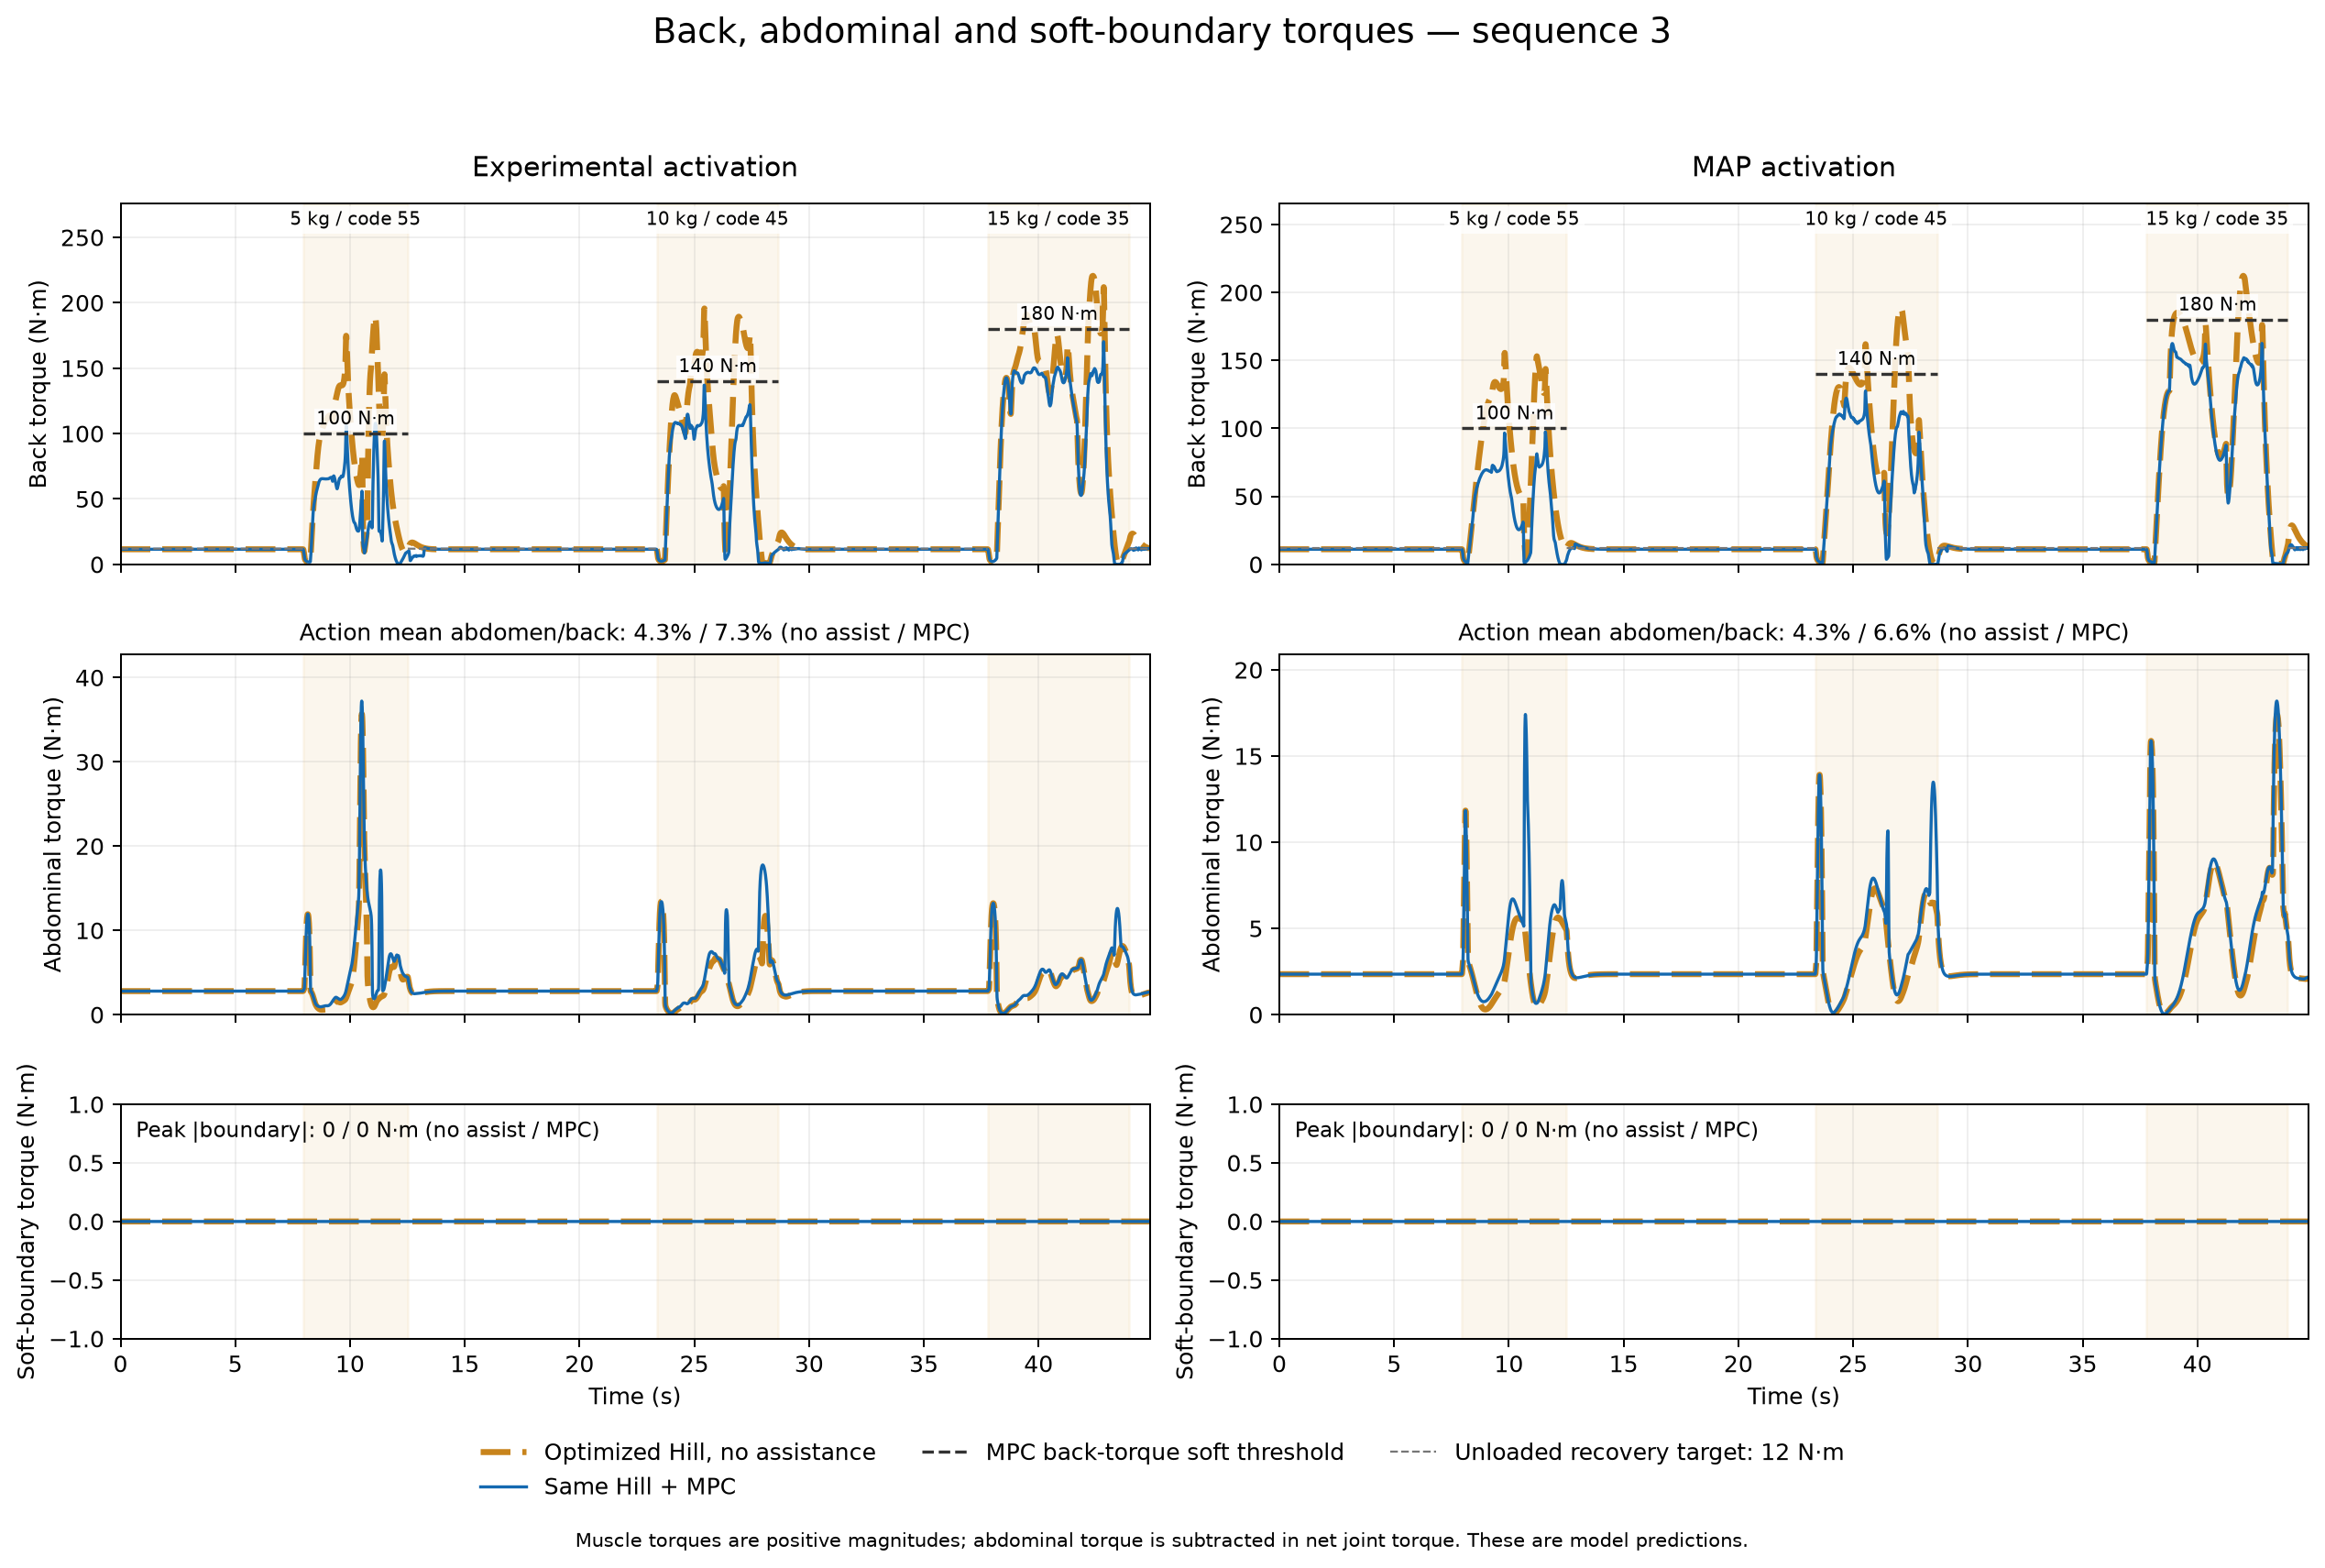 Back, abdominal and soft-boundary torques — sequence 3
Experimental activation
5 kg / code 55
10 kg / code 45
15 kg / code 35
100 N·m
140 N·m
180 N·m
Back torque (N·m)
250
200
150
100
50
0
MAP activation
5 kg / code 55
10 kg / code 45
15 kg / code 35
100 N·m
140 N·m
180 N·m
Back torque (N·m)
250
200
150
100
50
0
Action mean abdomen/back: 4.3% / 7.3% (no assist / MPC)
Abdominal torque (N·m)
40
30
20
10
0
Action mean abdomen/back: 4.3% / 6.6% (no assist / MPC)
Abdominal torque (N·m)
20
15
10
5
0
Peak |boundary|: 0 / 0 N·m (no assist / MPC)
Soft-boundary torque (N·m)
1.0
0.5
0.0
−0.5
−1.0
0 5 10 15 20 25 30 35 40
Time (s)
Peak |boundary|: 0 / 0 N·m (no assist / MPC)
Soft-boundary torque (N·m)
1.0
0.5
0.0
−0.5
−1.0
0 5 10 15 20 25 30 35 40
Time (s)
Optimized Hill, no assistance
Same Hill + MPC
MPC back-torque soft threshold
Unloaded recovery target: 12 N·m
Muscle torques are positive magnitudes; abdominal torque is subtracted in net joint torque. These are model predictions.